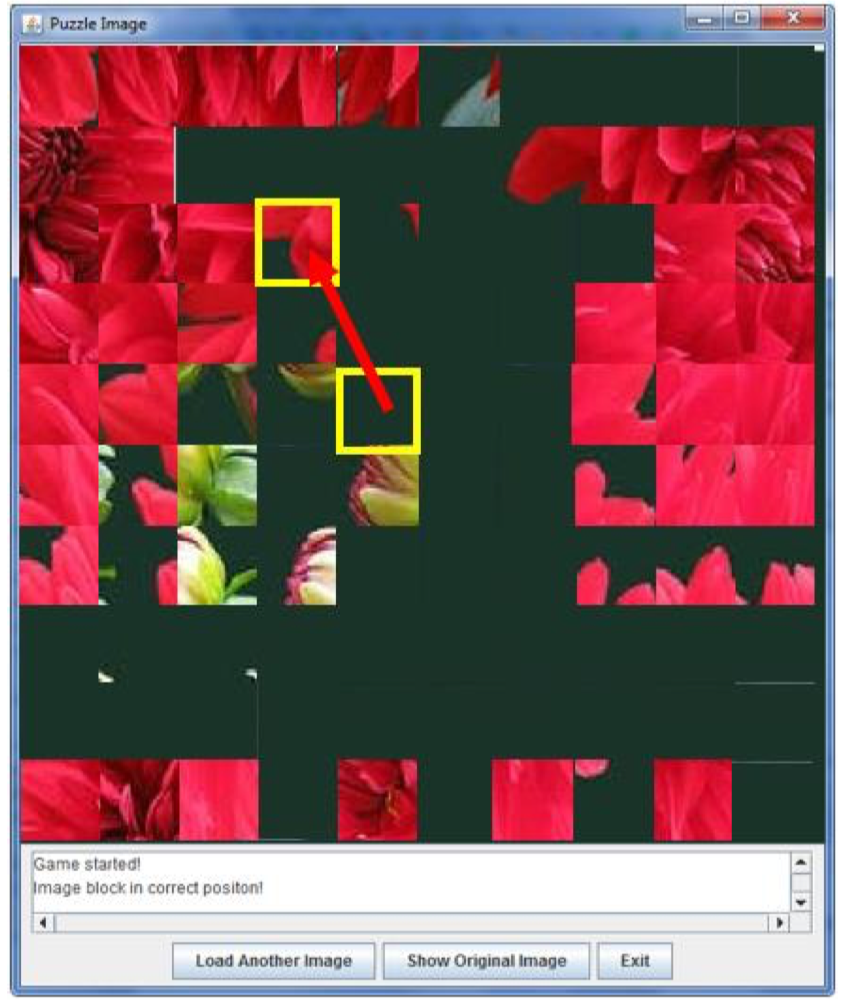 Puzzle Image
Game started!
Image block in correct positon!
Load Another Image
Show Original Image
Exit